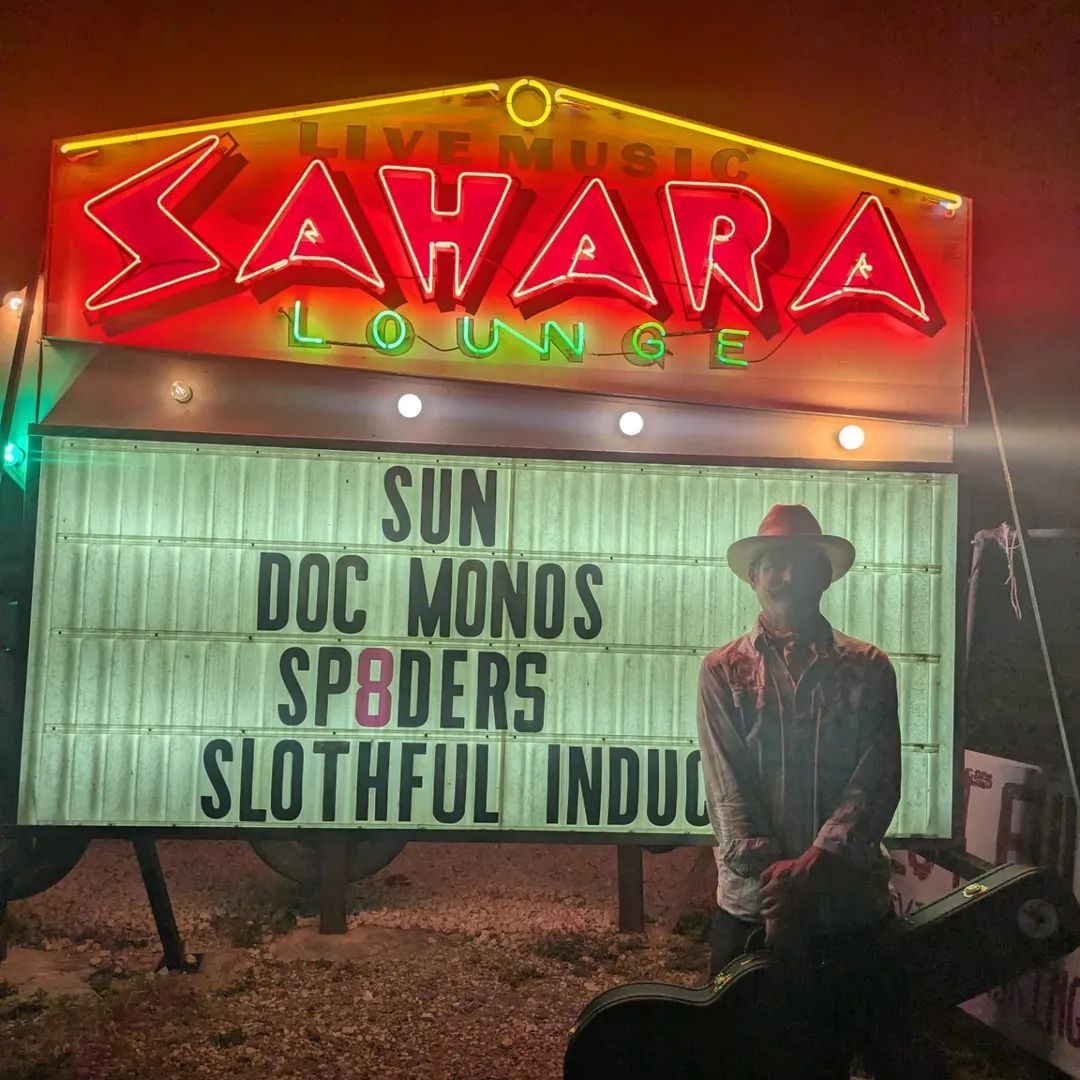 LIVE MUSIC
SAHARA
LOUNGE
SUN
DOC MONOS
SP8DERS
SLOTHFUL INDUC